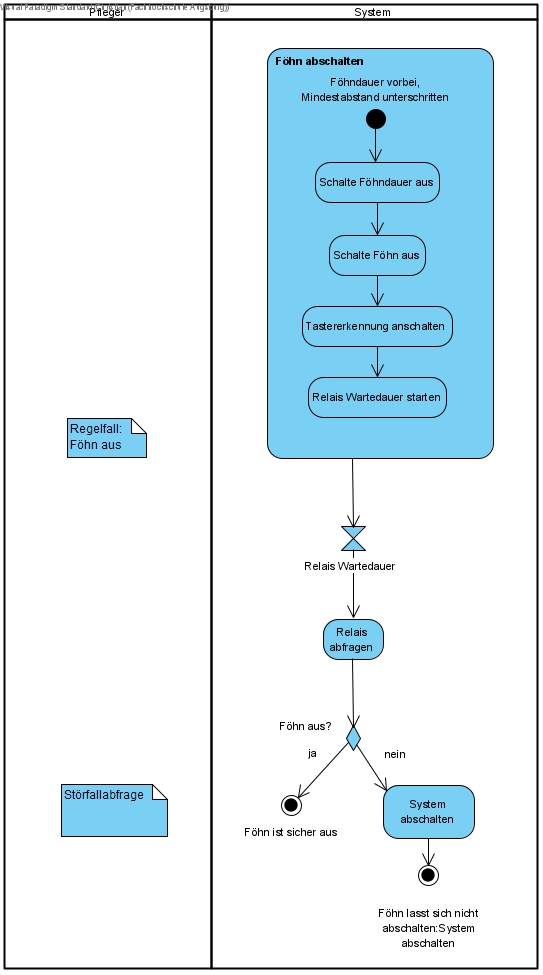 Visual Paradigm Standard
(Fachhochschule Augsburg))
Pfleger
System
Föhn abschalten
Föhndauer vorbei,
Mindestabstand unterschritten
Schalte Föhndauer aus
Schalte Föhn aus
Tastererkennung anschalten
Relais Wartedauer starten
Regelfall:
Föhn aus
Relais Wartedauer
Relais
abfragen
Föhn aus?
ja
nein
Störfallabfrage
System
abschalten
Föhn ist sicher aus
Föhn lasst sich nicht
abschalten:System
abschalten